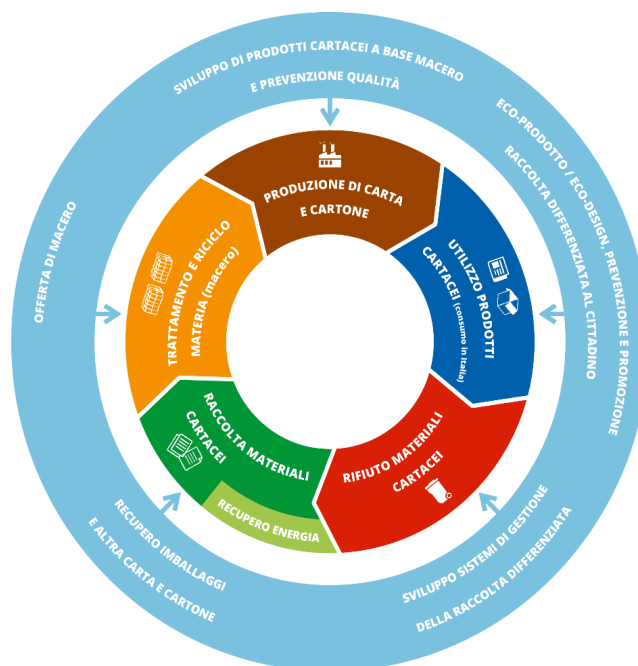 SVILUPPO DI PRODOTTI CARTACEI A BASE MACERO
E PREVENZIONE QUALITÀ
ECO-PRODOTTO / ECO-DESIGN, PREVENZIONE E PROMOZIONE
RACCOLTA DIFFERENZIATA AL CITTADINO
SVILUPPO SISTEMI DI GESTIONE
DELLA RACCOLTA DIFFERENZIATA
RECUPERO IMBALLAGGI
E ALTRA CARTA E CARTONE
OFFERTA DI MACERO
PRODUZIONE DI CARTA
E CARTONE
UTILIZZO PRODOTTI
CARTACEI (consumo in Italia)
RIFIUTO MATERIALI
CARTACEI
RACCOLTA MATERIALI
CARTACEI
RECUPERO ENERGIA
TRATTAMENTO E RICICLO
MATERIA (macero)